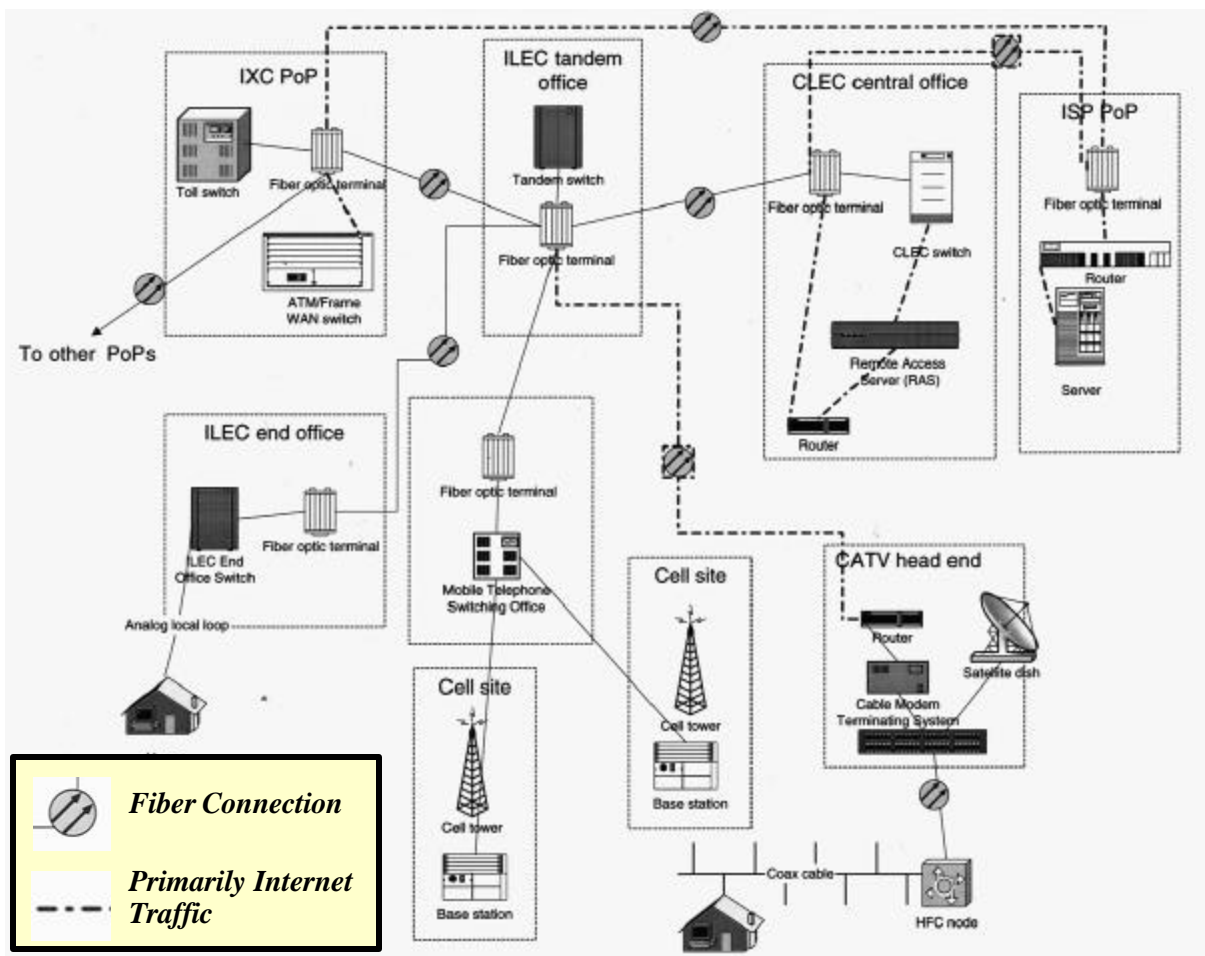 IXC PoP
Toll switch
Fiber optic terminal
ATM/Frame
WAN switch
To other PoPs
ILEC tandem
office
Tandem switch
Fiber optic terminal
CLEC central office
Fiber optic terminal
CLEC switch
Remote Access
Server (RAS)
Router
ISP PoP
Fiber optic terminal
Router
Server
ILEC end office
Fiber optic terminal
ILEC End
Office Switch
Analog local loop
Fiber optic terminal
Mobile Telephone
Switching Office
Cell site
Cell tower
Base station
Cell site
Cell tower
Base station
CATV head end
Router
Satellite dish
Cable Modem
Terminating System
Coax cable
HFC node
Fiber Connection
Primarily Internet
Traffic